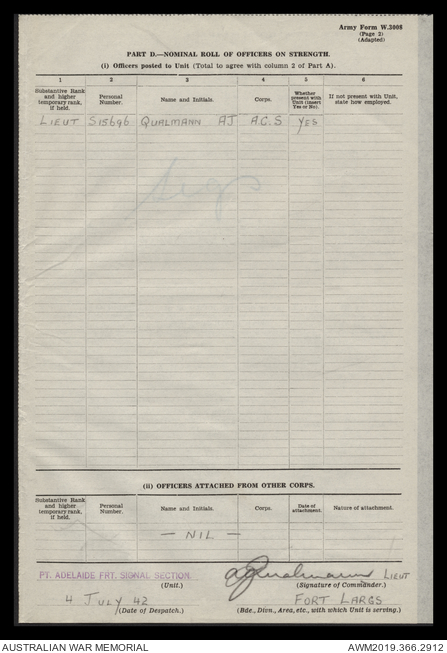 Army Form W.3008
(Page 2)
(Adapted)
PART D.—NOMINAL ROLL OF OFFICERS ON STRENGTH.
(i) Officers posted to Unit (Total to agree with column 2 of Part A).
1 2 3 4 5 6
Substantive Rank and higher temporary rank, if held. Personal Number. Name and Initials. Corps. Whether present with Unit (insert Yes or No). If not present with Unit, state how employed.
LIEUT S15696 QUALMANN AJ A.C.S YES
Sigs
(ii) OFFICERS ATTACHED FROM OTHER CORPS.
Substantive Rank and higher temporary rank, if held. Personal Number. Name and Initials. Corps. Date of attachment. Nature of attachment.
— NIL —
PT. ADELAIDE FRT. SIGNAL SECTION. AJQualmann LIEUT
(Unit.) (Signature of Commander.)
4 JULY 42 FORT LARGS
(Date of Despatch.) (Bde., Divn., Area, etc., with which Unit is serving.)
AUSTRALIAN WAR MEMORIAL AWM2019.366.2912